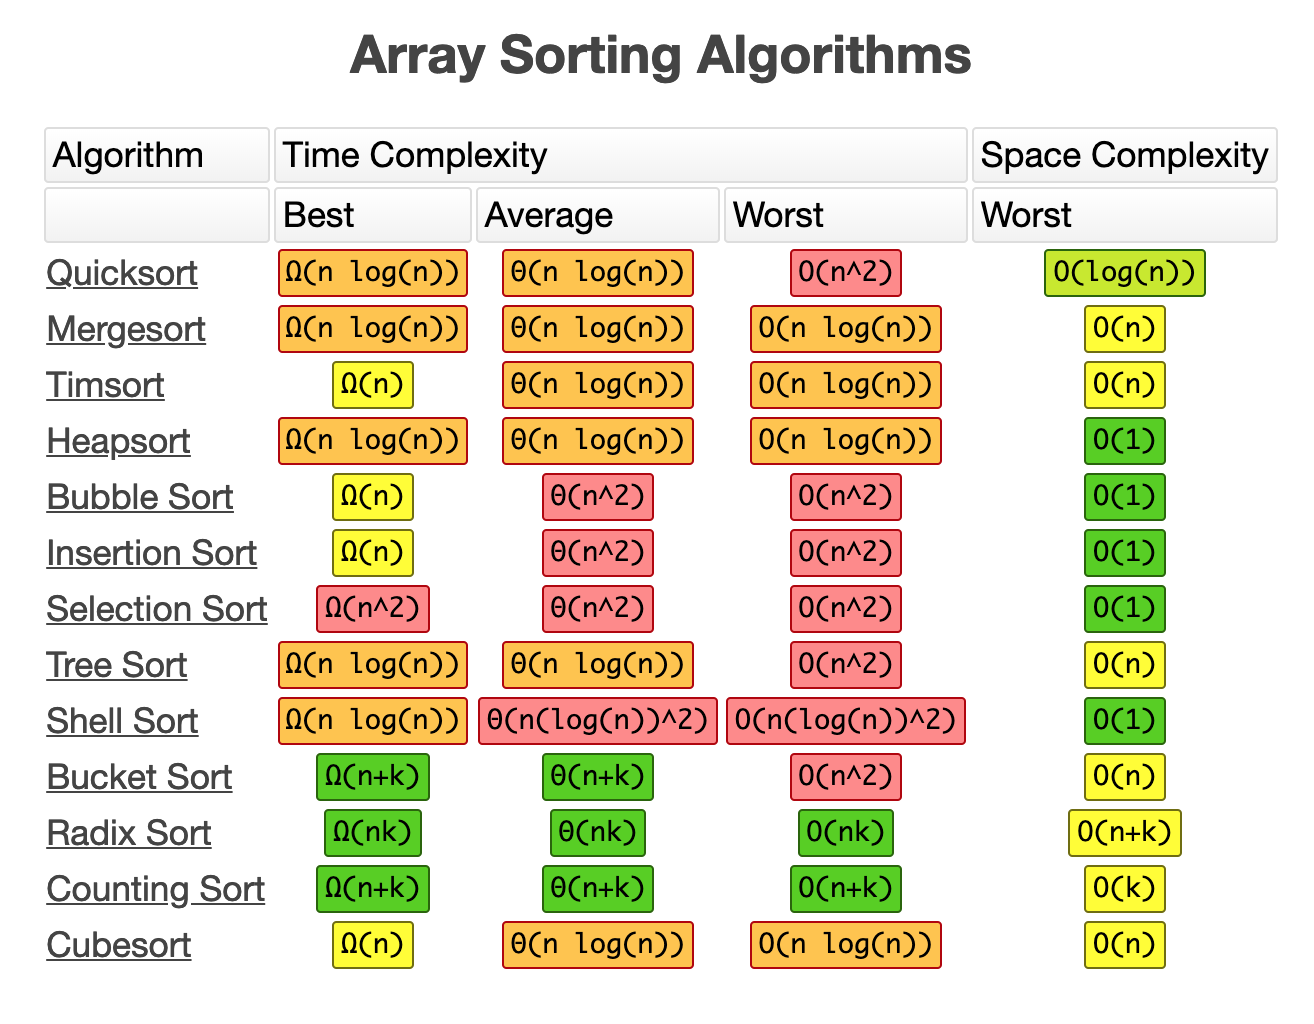 Array Sorting Algorithms
Algorithm Time Complexity Space Complexity
Best Average Worst Worst
Quicksort Ω(n log(n)) Θ(n log(n)) O(n^2) O(log(n))
Mergesort Ω(n log(n)) Θ(n log(n)) O(n log(n)) O(n)
Timsort Ω(n) Θ(n log(n)) O(n log(n)) O(n)
Heapsort Ω(n log(n)) Θ(n log(n)) O(n log(n)) O(1)
Bubble Sort Ω(n) Θ(n^2) O(n^2) O(1)
Insertion Sort Ω(n) Θ(n^2) O(n^2) O(1)
Selection Sort Ω(n^2) Θ(n^2) O(n^2) O(1)
Tree Sort Ω(n log(n)) Θ(n log(n)) O(n^2) O(n)
Shell Sort Ω(n log(n)) Θ(n(log(n))^2) O(n(log(n))^2) O(1)
Bucket Sort Ω(n+k) Θ(n+k) O(n^2) O(n)
Radix Sort Ω(nk) Θ(nk) O(nk) O(n+k)
Counting Sort Ω(n+k) Θ(n+k) O(n+k) O(k)
Cubesort Ω(n) Θ(n log(n)) O(n log(n)) O(n)